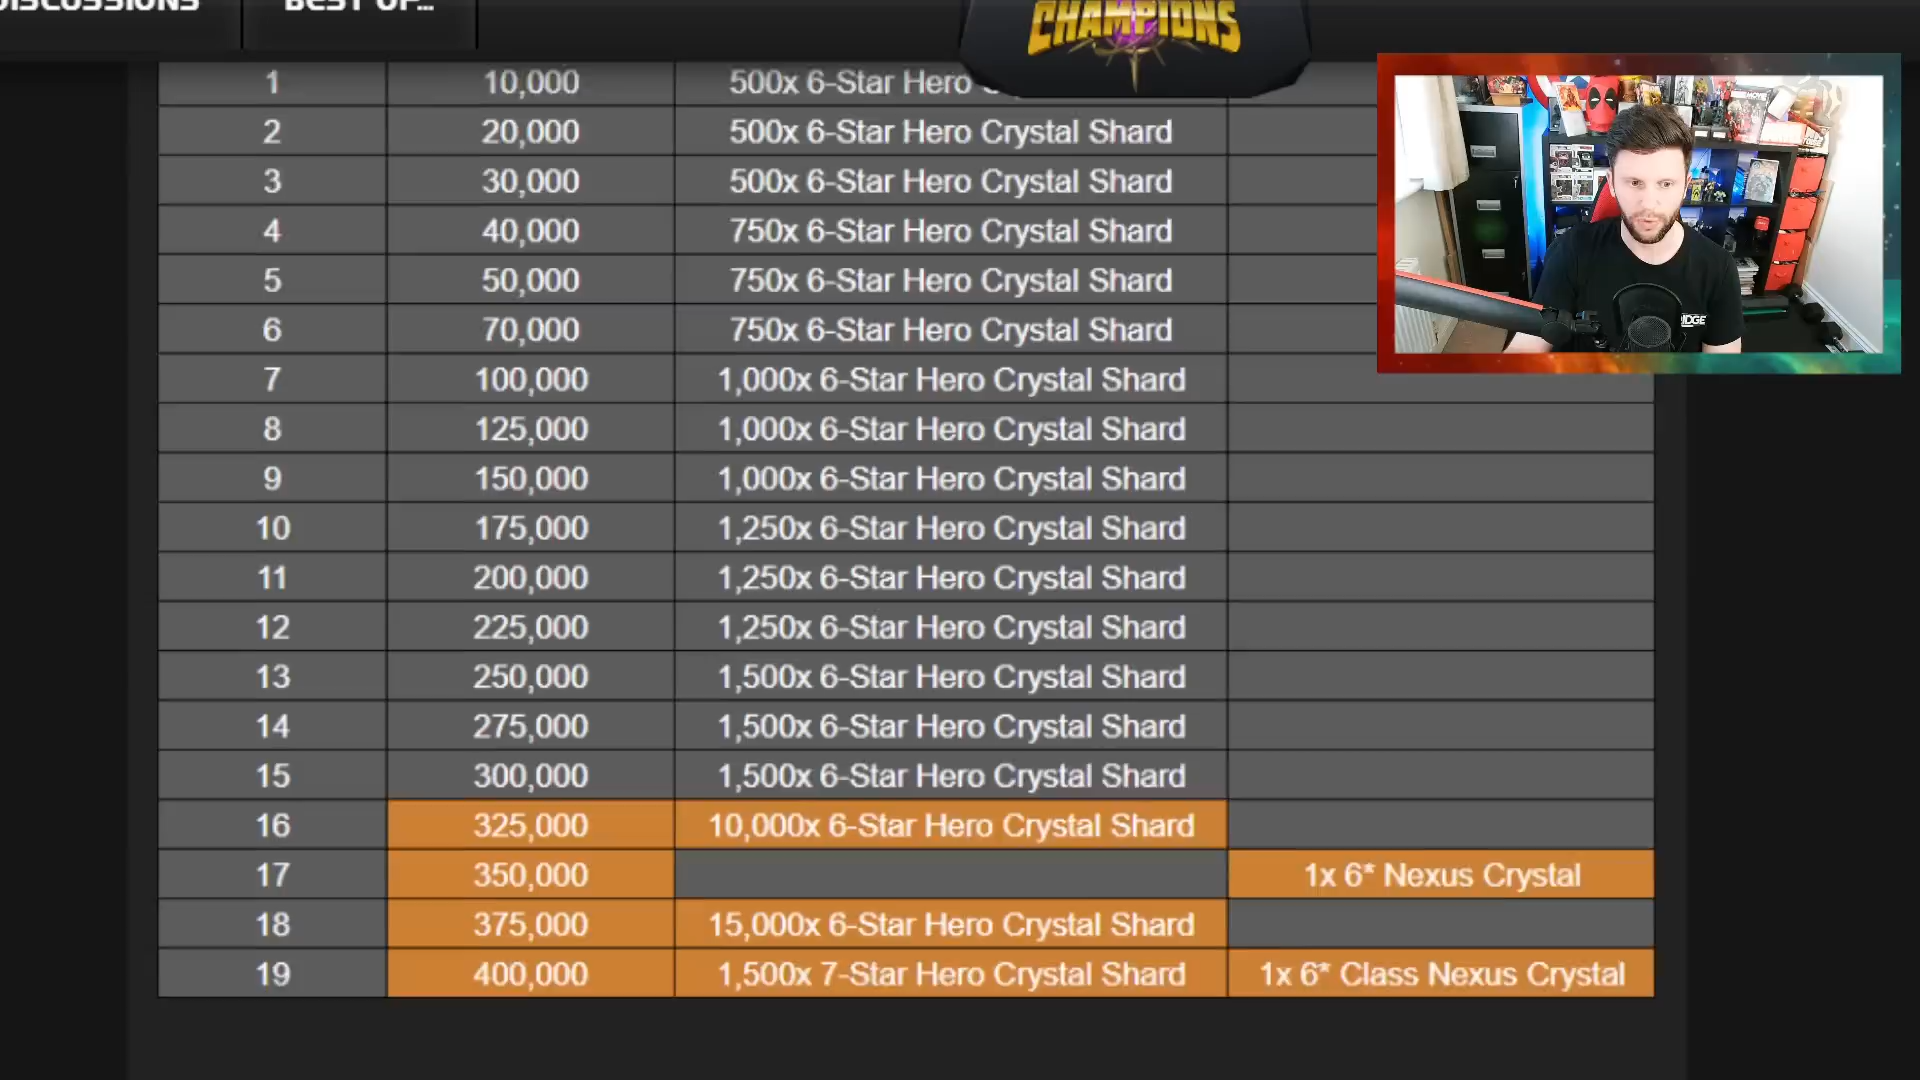 DISCUSSIONS BEST OF...
CHAMPIONS
1 10,000 500x 6-Star Hero
2 20,000 500x 6-Star Hero Crystal Shard
3 30,000 500x 6-Star Hero Crystal Shard
4 40,000 750x 6-Star Hero Crystal Shard
5 50,000 750x 6-Star Hero Crystal Shard
6 70,000 750x 6-Star Hero Crystal Shard
7 100,000 1,000x 6-Star Hero Crystal Shard
8 125,000 1,000x 6-Star Hero Crystal Shard
9 150,000 1,000x 6-Star Hero Crystal Shard
10 175,000 1,250x 6-Star Hero Crystal Shard
11 200,000 1,250x 6-Star Hero Crystal Shard
12 225,000 1,250x 6-Star Hero Crystal Shard
13 250,000 1,500x 6-Star Hero Crystal Shard
14 275,000 1,500x 6-Star Hero Crystal Shard
15 300,000 1,500x 6-Star Hero Crystal Shard
16 325,000 10,000x 6-Star Hero Crystal Shard
17 350,000 1x 6* Nexus Crystal
18 375,000 15,000x 6-Star Hero Crystal Shard
19 400,000 1,500x 7-Star Hero Crystal Shard 1x 6* Class Nexus Crystal